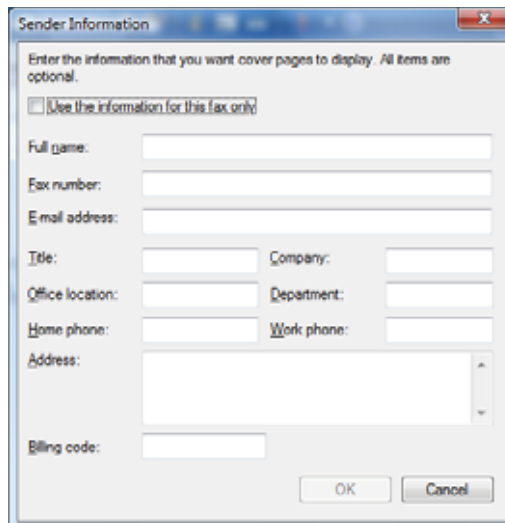 Sender Information
Enter the information that you want cover pages to display. All items are
optional.
Use the information for this fax only
Full name:
Fax number:
E-mail address:
Title: Company:
Office location: Department:
Home phone: Work phone:
Address:
Billing code:
OK Cancel